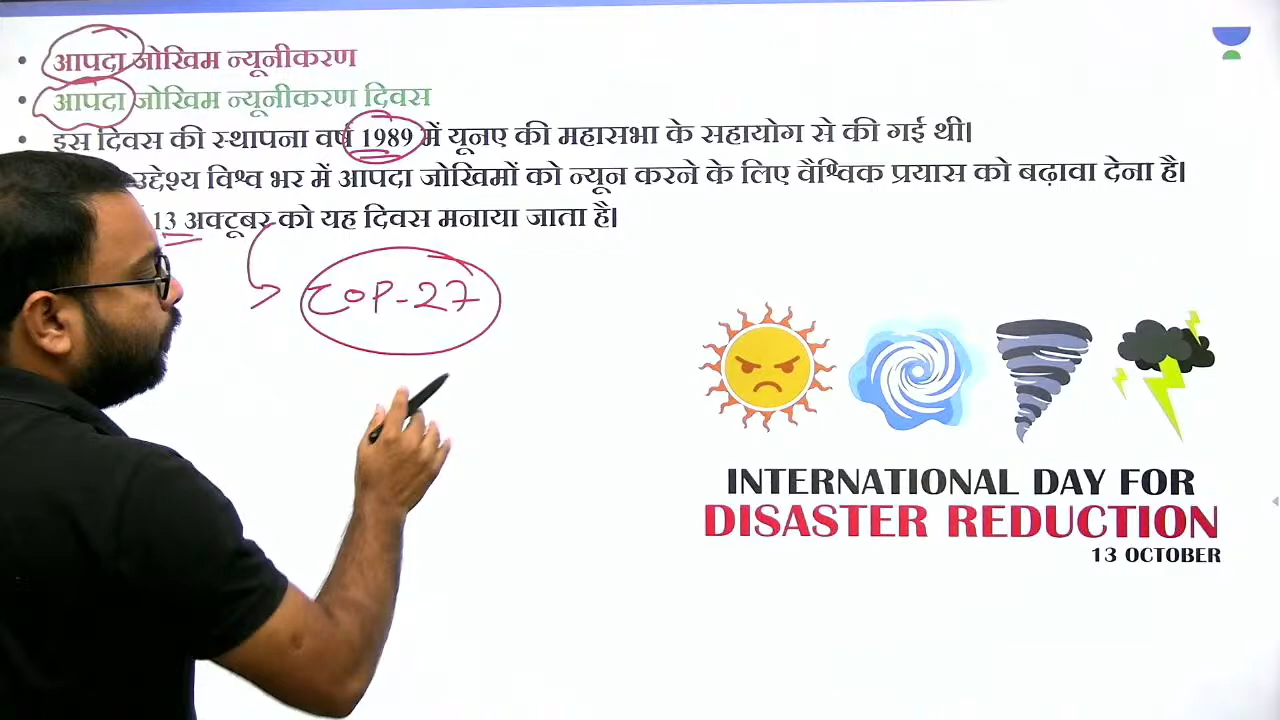 आपदा जोखिम न्यूनीकरण
आपदा जोखिम न्यूनीकरण दिवस
इस दिवस की स्थापना वर्ष 1989 में यूनए की महासभा के सहायोग से की गई थी।
उद्देश्य विश्व भर में आपदा जोखिमों को न्यून करने के लिए वैश्विक प्रयास को बढ़ावा देना है।
13 अक्टूबर को यह दिवस मनाया जाता है।
COP-27
INTERNATIONAL DAY FOR
DISASTER REDUCTION
13 OCTOBER